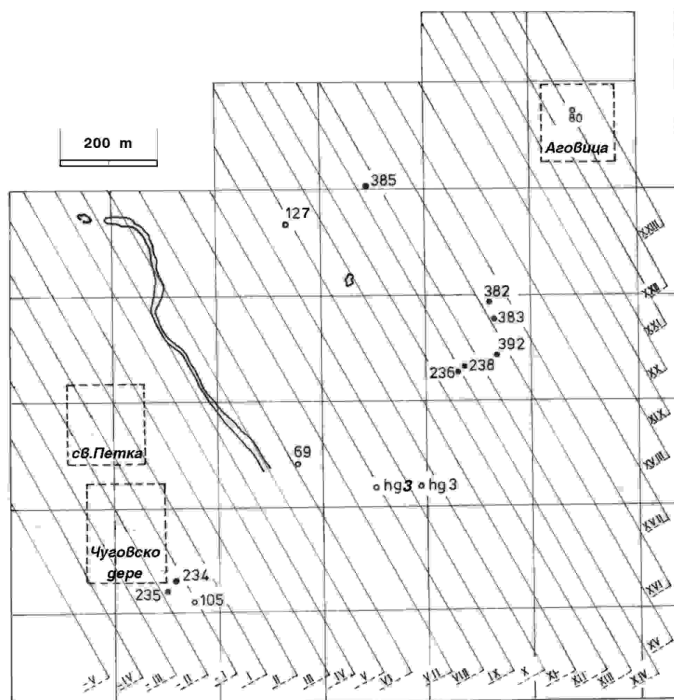 200 m
80
Аговица
385
127
XXIII
XXII
382
XXI
383
392
XX
236
238
XIX
св.Петка
69
XVIII
hg3
hg3
XVII
Чуговско
дере
234
235
105
XVI
XV
-V
-IV
-III
-II
-I
I
II
III
IV
V
VI
VII
VIII
IX
X
XI
XII
XIII
XIV